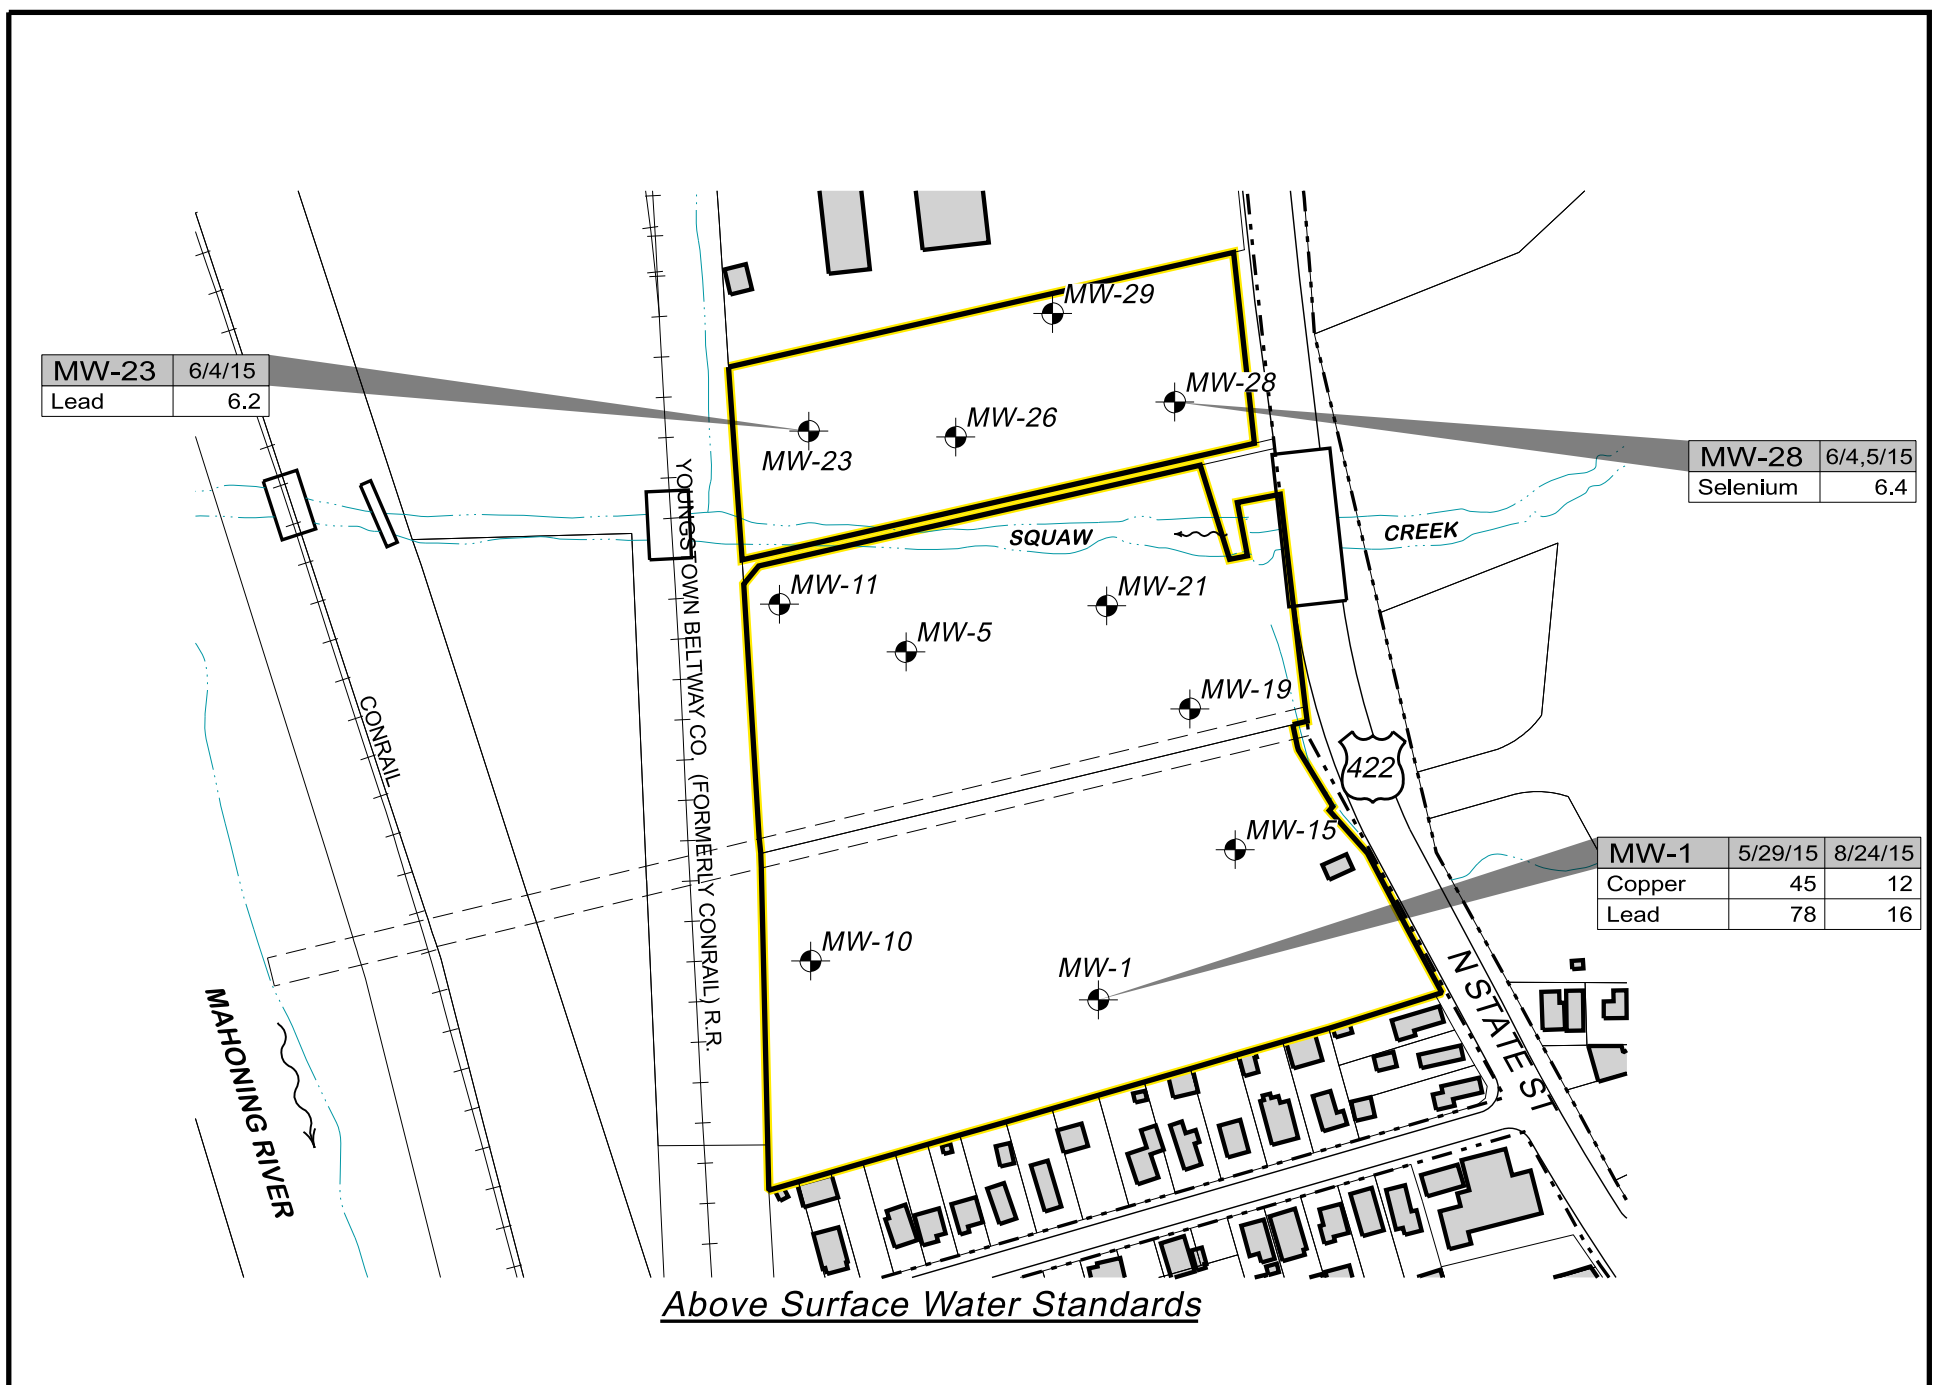 MW-29
MW-23 6/4/15
Lead 6.2
MW-28
MW-26
MW-23
MW-28 6/4,5/15
Selenium 6.4
SQUAW
CREEK
MW-11
MW-21
MW-5
MW-19
YOUNGSTOWN BELTWAY CO, (FORMERLY CONRAIL) R.R.
CONRAIL
422
MW-15
MW-1 5/29/15 8/24/15
Copper 45 12
Lead 78 16
MW-10
MW-1
N STATE ST
MAHONING RIVER
Above Surface Water Standards